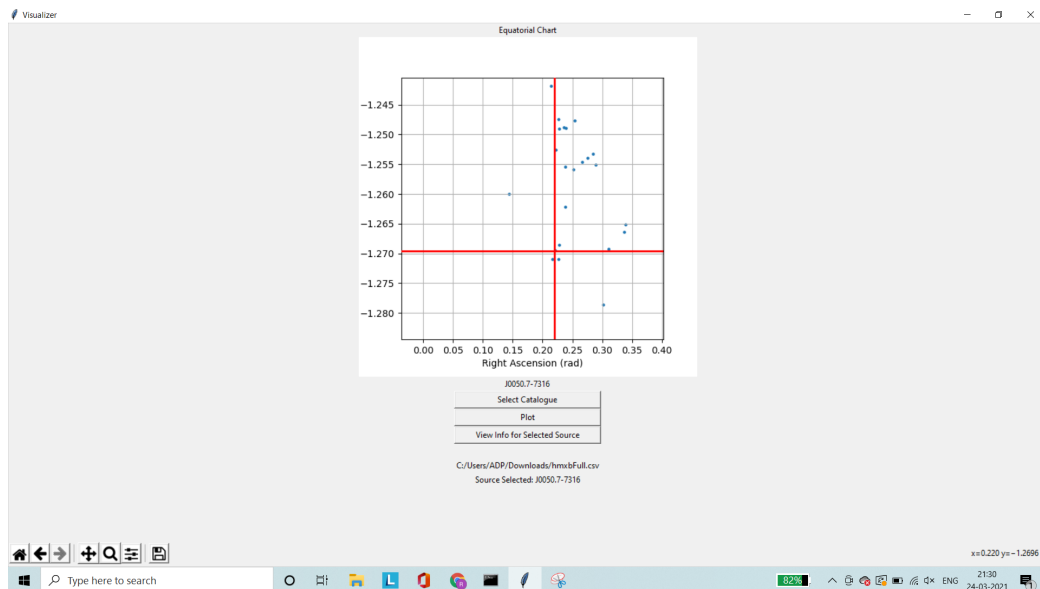 Visualizer
Equatorial Chart
−1.245
−1.250
−1.255
−1.260
−1.265
−1.270
−1.275
−1.280
0.00 0.05 0.10 0.15 0.20 0.25 0.30 0.35 0.40
Right Ascension (rad)
J0050.7-7316
Select Catalogue
Plot
View Info for Selected Source
C:/Users/ADP/Downloads/hmxbFull.csv
Source Selected: J0050.7-7316
x=0.220 y=−1.2696
Type here to search
82%
ENG
21:30
24-03-2021